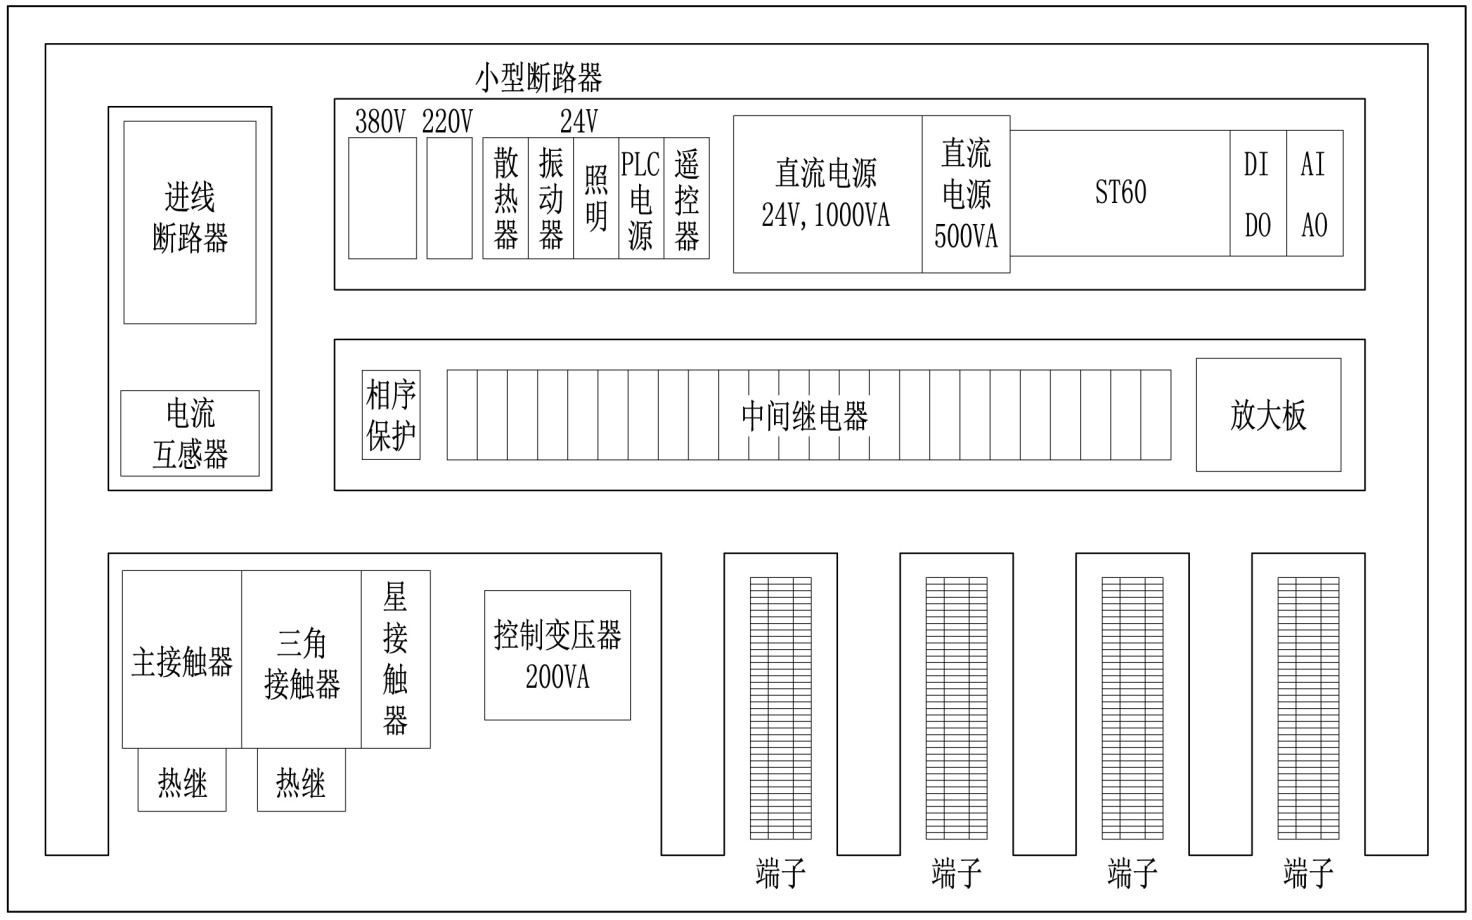 小型断路器
380V
220V
24V
进线
断路器
散热器
振动器
照明
PLC
电源
遥控器
直流电源
24V,1000VA
直流
电源
500VA
ST60
DI
DO
AI
AO
电流
互感器
相序
保护
中间继电器
放大板
主接触器
三角
接触器
星接触器
控制变压器
200VA
热继
热继
端子
端子
端子
端子